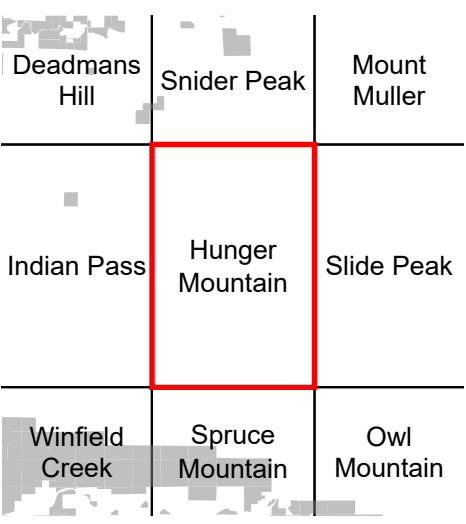 Deadmans
Hill
Snider Peak
Mount
Muller
Indian Pass
Hunger
Mountain
Slide Peak
Winfield
Creek
Spruce
Mountain
Owl
Mountain